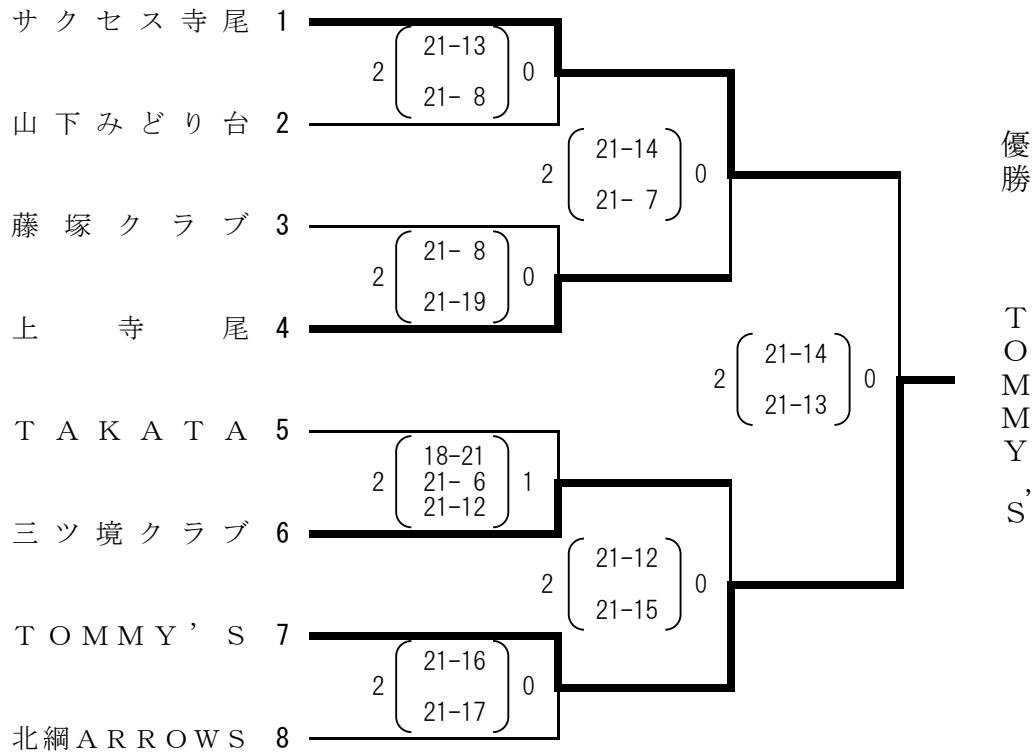 サクセス寺尾 1
21-13
2 0
21- 8
山下みどり台 2
21-14
2 0
21- 7
藤塚クラブ 3
21- 8
2 0
21-19
上寺尾 4
21-14
2 0
21-13
TAKATA 5
18-21
2 21- 6 1
21-12
三ツ境クラブ 6
21-12
2 0
21-15
TOMMY'S 7
21-16
2 0
21-17
北綱ARROWS 8
優勝 TOMMY'S